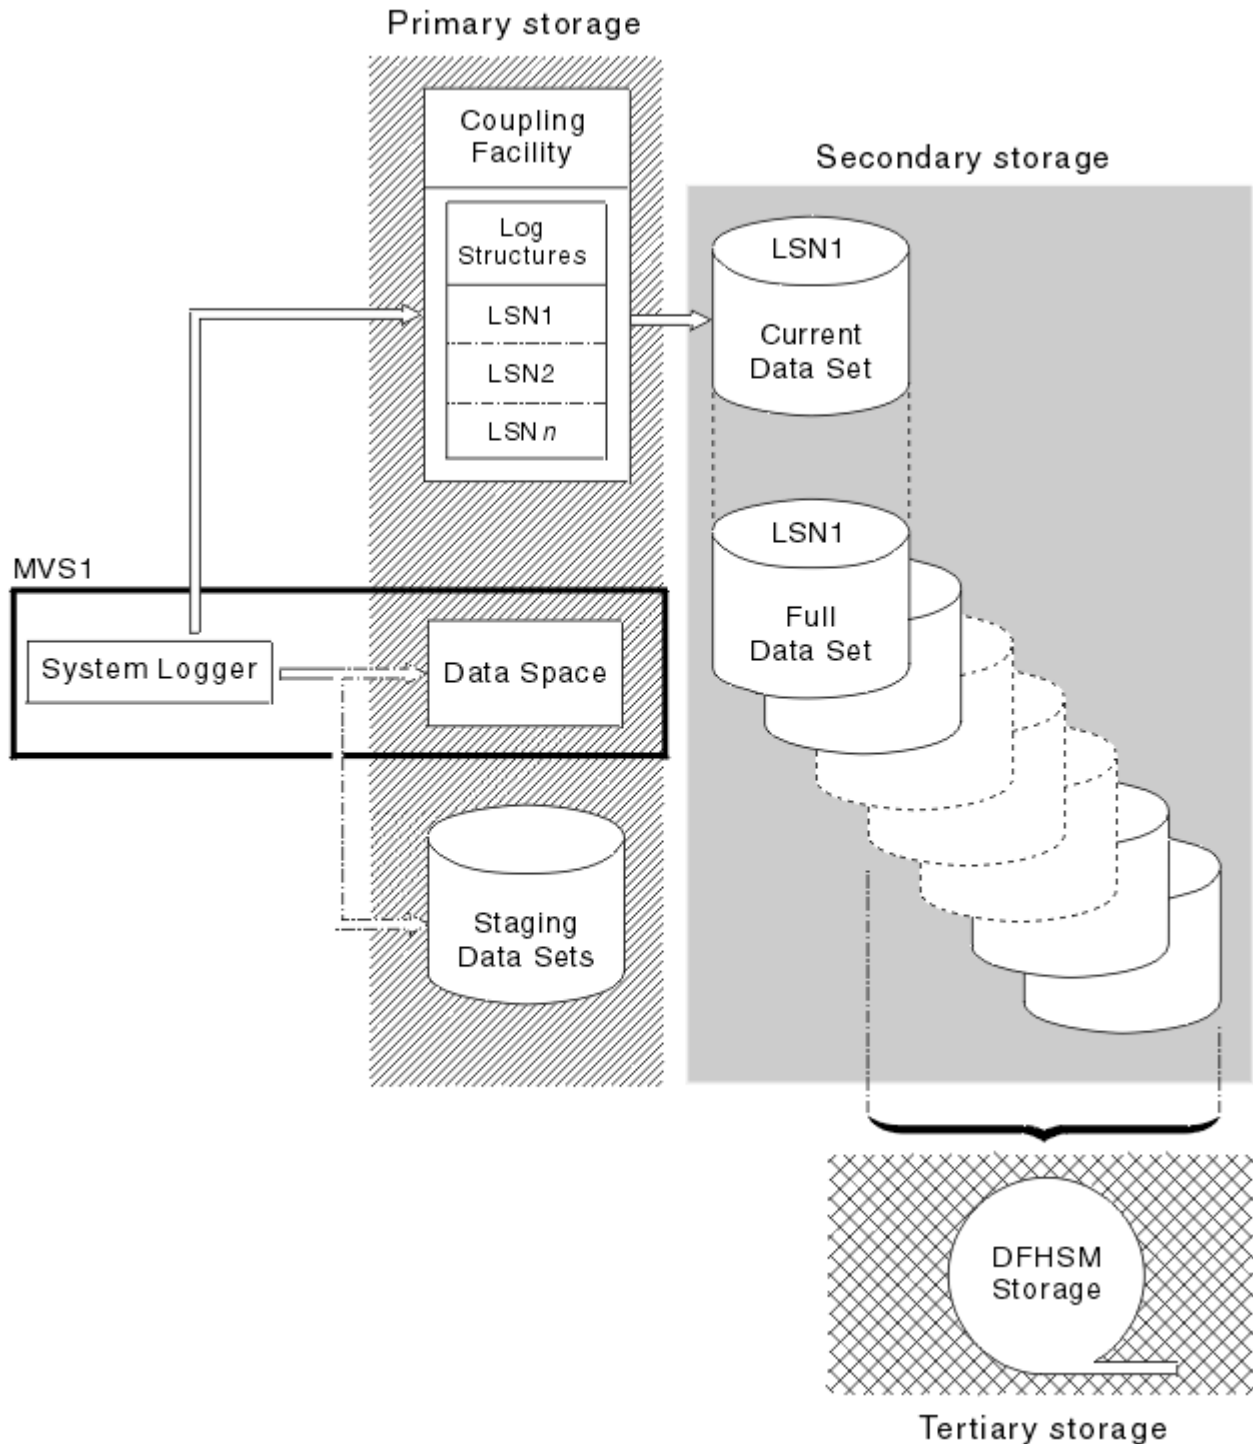 Primary storage
Coupling
Facility
Log
Structures
LSN1
LSN2
LSNn
Secondary storage
LSN1
Current
Data Set
LSN1
Full
Data Set
MVS1
System Logger
Data Space
Staging
Data Sets
DFHSM
Storage
Tertiary storage